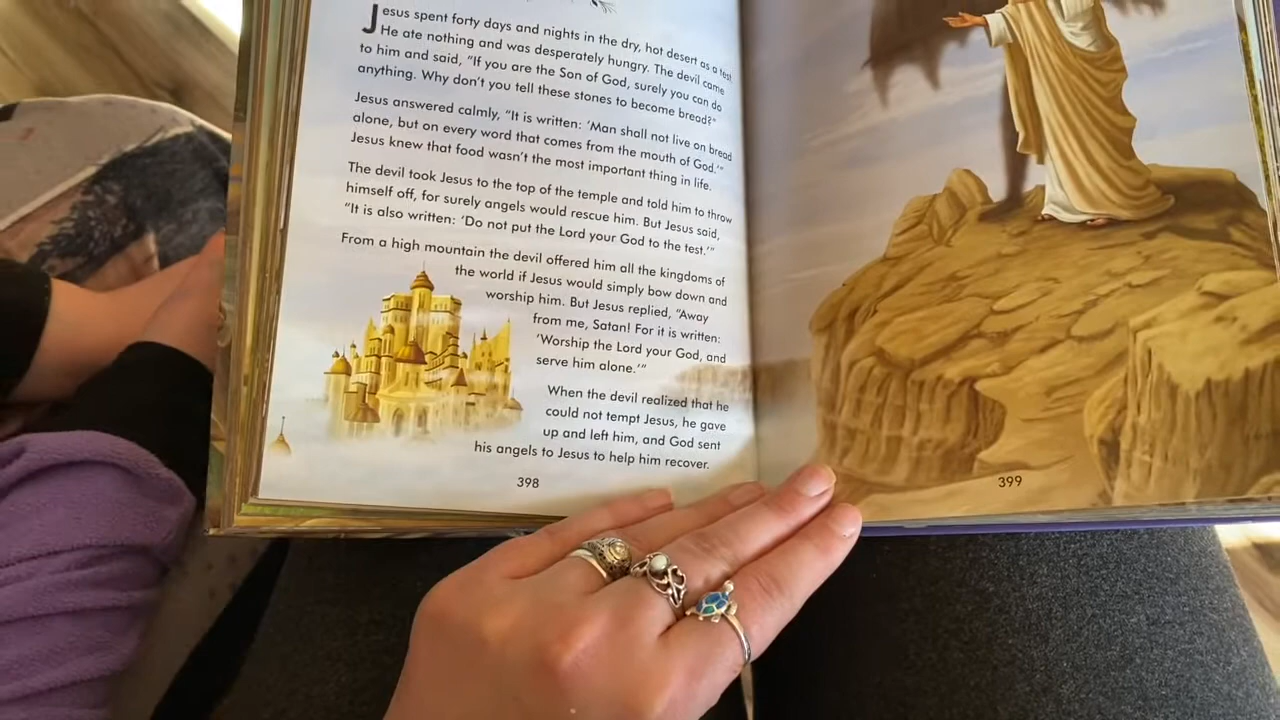 Jesus spent forty days and nights in the dry, hot desert as a test
He ate nothing and was desperately hungry. The devil came
to him and said, "If you are the Son of God, surely you can do
anything. Why don't you tell these stones to become bread?"
Jesus answered calmly, "It is written: 'Man shall not live on bread
alone, but on every word that comes from the mouth of God.'"
Jesus knew that food wasn't the most important thing in life.
The devil took Jesus to the top of the temple and told him to throw
himself off, for surely angels would rescue him. But Jesus said,
"It is also written: 'Do not put the Lord your God to the test.'"
From a high mountain the devil offered him all the kingdoms of
the world if Jesus would simply bow down and
worship him. But Jesus replied, "Away
from me, Satan! For it is written:
'Worship the Lord your God, and
serve him alone.'"
When the devil realized that he
could not tempt Jesus, he gave
up and left him, and God sent
his angels to Jesus to help him recover.
398
399